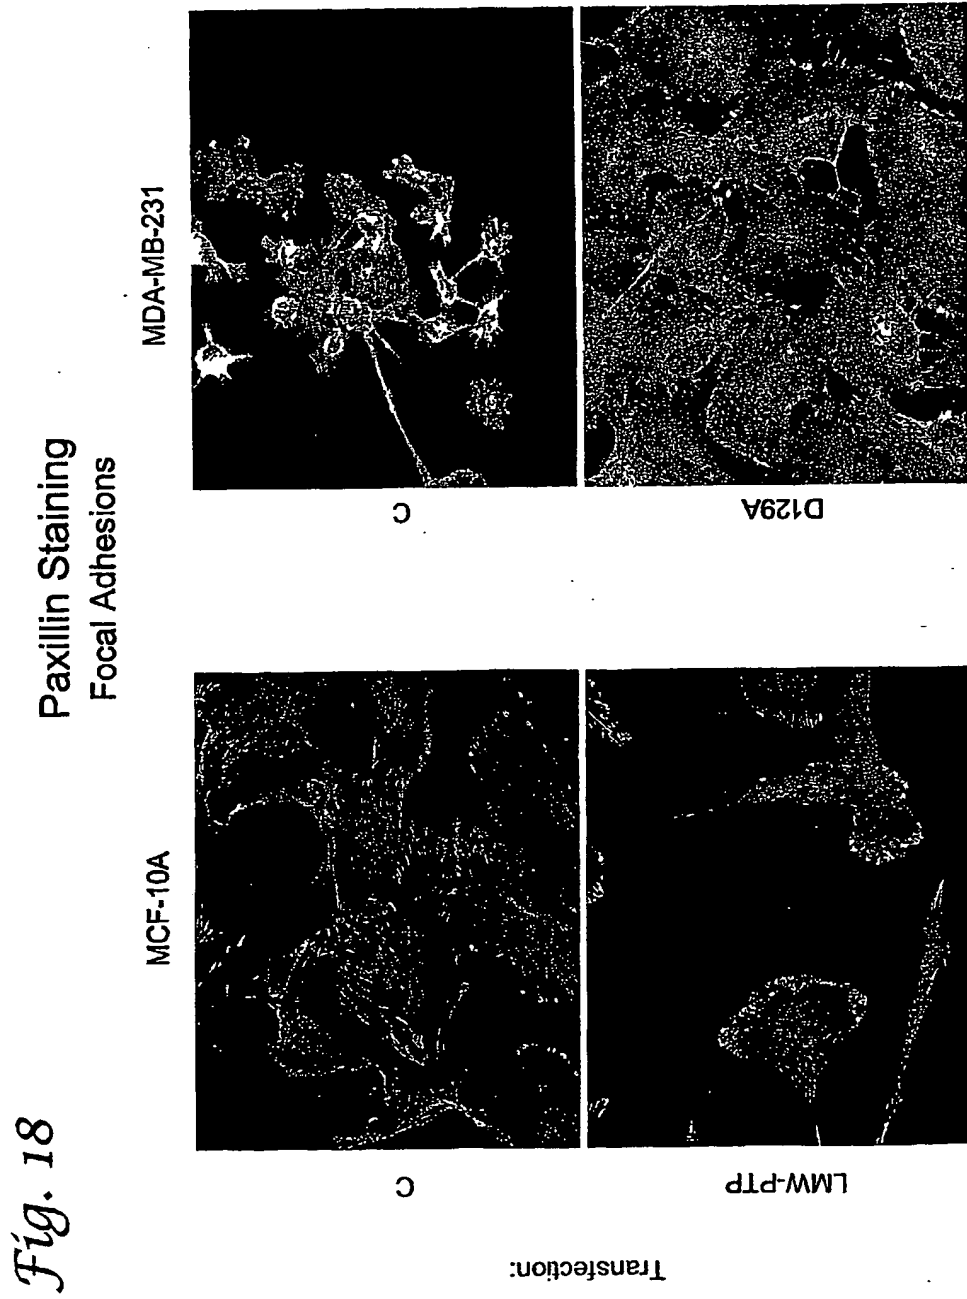 Fig. 18
Paxillin Staining
Focal Adhesions
MCF-10A
MDA-MB-231
Transfection:
C
LMW-PTP
C
D129A